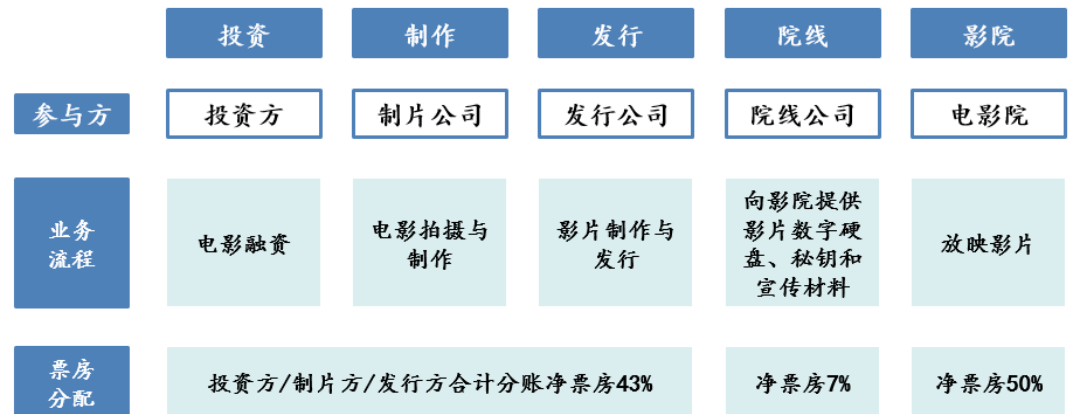 投资 制作 发行 院线 影院
参与方 投资方 制片公司 发行公司 院线公司 电影院
业务
流程
电影融资
电影拍摄与
制作
影片制作与
发行
向影院提供
影片数字硬
盘、秘钥和
宣传材料
放映影片
票房
分配
投资方/制片方/发行方合计分账净票房43%
净票房7%
净票房50%